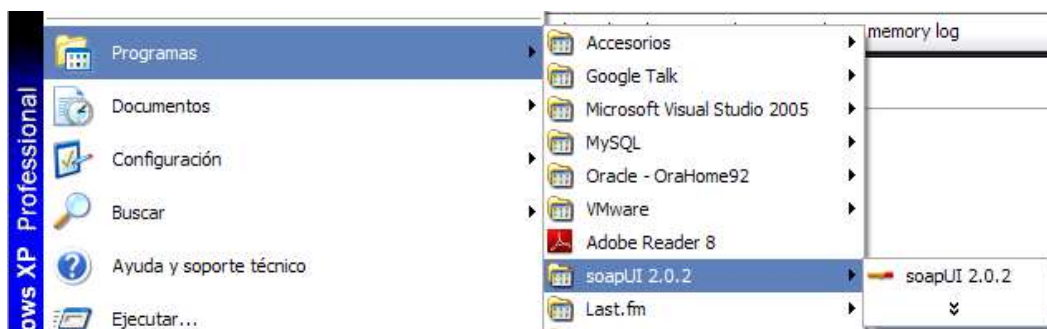 Programas
Documentos
Configuración
Buscar
Ayuda y soporte técnico
Ejecutar...
ows XP Professional
Accesorios
Google Talk
Microsoft Visual Studio 2005
MySQL
Oracle - OraHome92
VMware
Adobe Reader 8
soapUI 2.0.2
Last.fm
memory log
soapUI 2.0.2